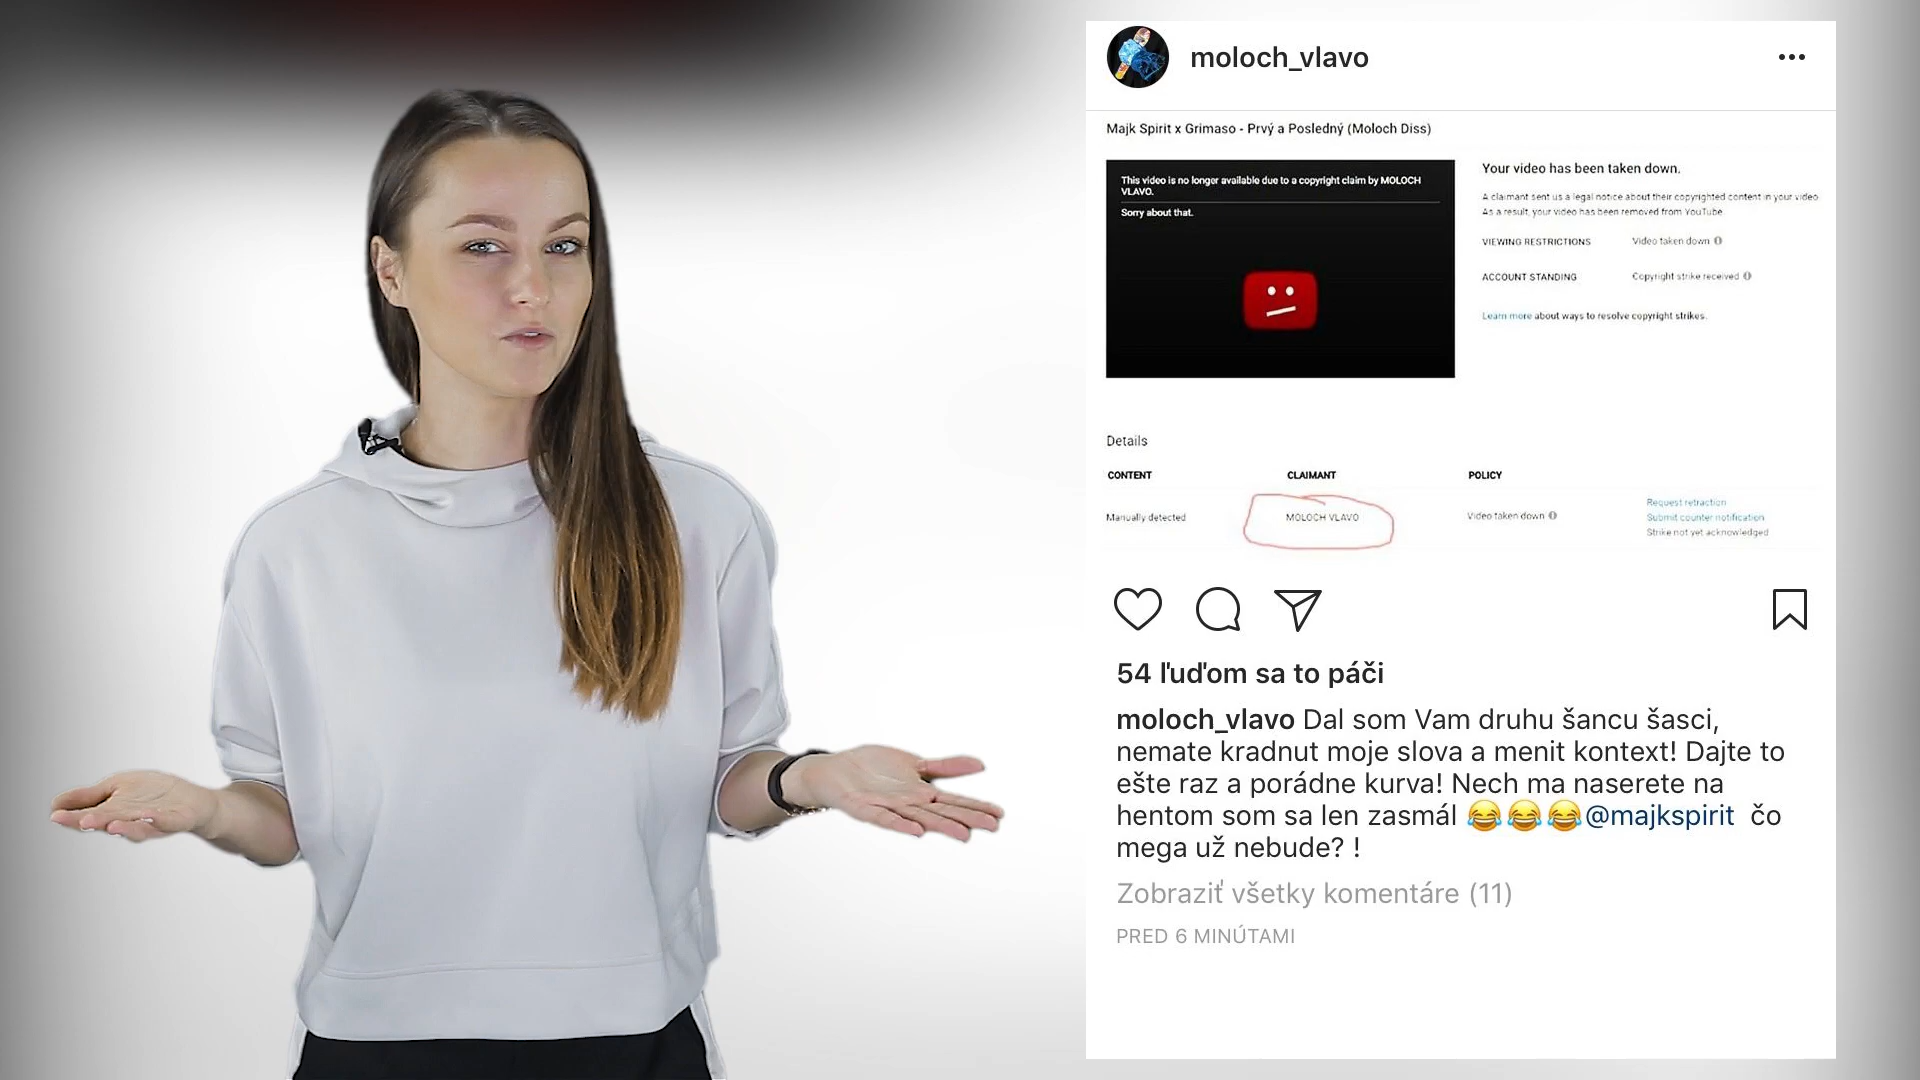 moloch_vlavo
Majk Spirit x Grimaso - Prvý a Posledný (Moloch Diss)
This video is no longer available due to a copyright claim by MOLOCH
VLAVO.
Sorry about that.
Your video has been taken down.
A claimant sent us a legal notice about their copyrighted content in your video
As a result, your video has been removed from YouTube
VIEWING RESTRICTIONS Video taken down
ACCOUNT STANDING Copyright strike received
Learn more about ways to resolve copyright strikes.
Details
CONTENT CLAIMANT POLICY
Manually detected MOLOCH VLAVO Video taken down
Request retraction
Submit counter notification
Strike not yet acknowledged
54 ľuďom sa to páči
moloch_vlavo Dal som Vam druhu šancu šasci,
nemate kradnut moje slova a menit kontext! Dajte to
ešte raz a porádne kurva! Nech ma naserete na
hentom som sa len zasmál 😂😂😂@majkspirit čo
mega už nebude? !
Zobraziť všetky komentáre (11)
PRED 6 MINÚTAMI